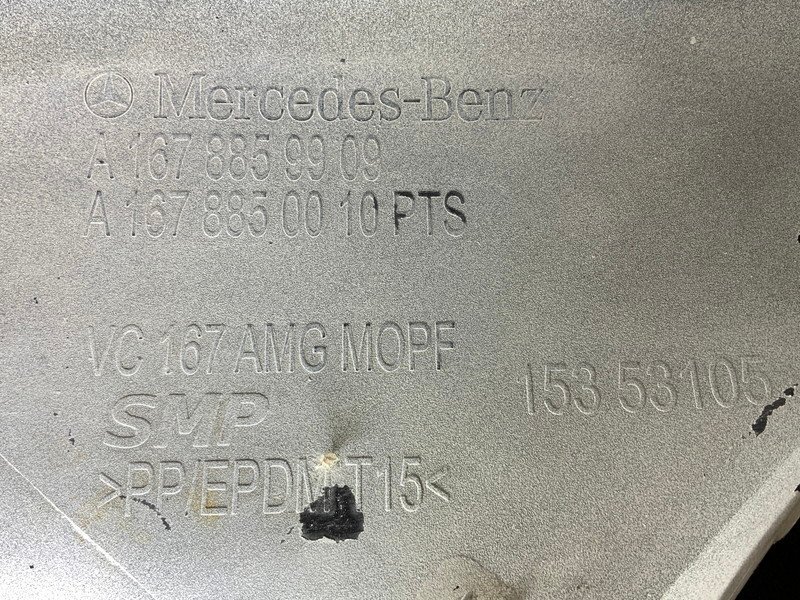 Mercedes-Benz
A 167 885 99 09
A 167 885 00 10 PTS
VC 167 AMG MOPF
153 53105
SMP
>PP/EPDM T15<